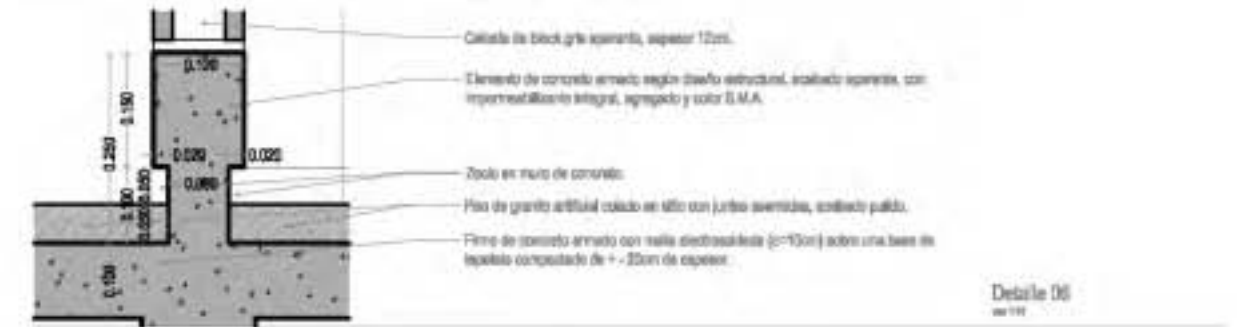 Celosía de block gris aparente, espesor 12cm.
0.120
Elemento de concreto armado según diseño estructural, acabado aparente, con
impermeabilizante integral, agregado y color S.M.A.
0.150
0.250
0.020
0.020
Zoclo en muro de concreto.
0.080
0.100
0.050
0.050
Piso de granito artificial colado en sitio con juntas asentidas, acabado pulido.
Firme de concreto armado con malla electrosoldada (e=10cm) sobre una base de
tepetate compactado de + - 20cm de espesor.
0.100
Detalle 06